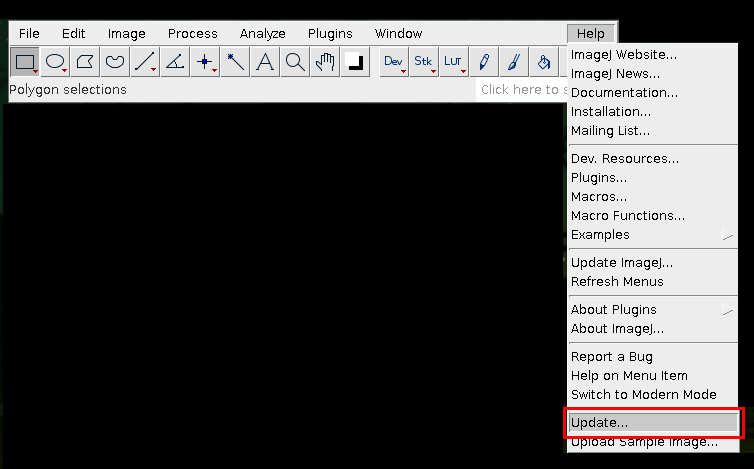 File Edit Image Process Analyze Plugins Window Help
A Dev Stk LUT
Polygon selections Click here to s
ImageJ Website...
ImageJ News...
Documentation...
Installation...
Mailing List...
Dev. Resources...
Plugins...
Macros...
Macro Functions...
Examples
Update ImageJ...
Refresh Menus
About Plugins
About ImageJ...
Report a Bug
Help on Menu Item
Switch to Modern Mode
Update...
Upload Sample Image...